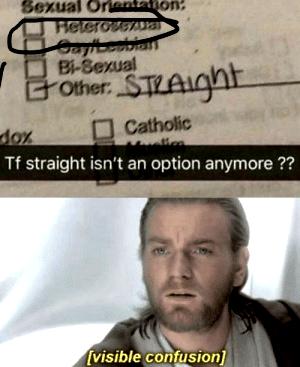 Sexual Orientation:
Heterosexual
Gay/Lesbian
Bi-Sexual
Other: STRAIght
dox
Catholic
Tf straight isn't an option anymore ??
[visible confusion]